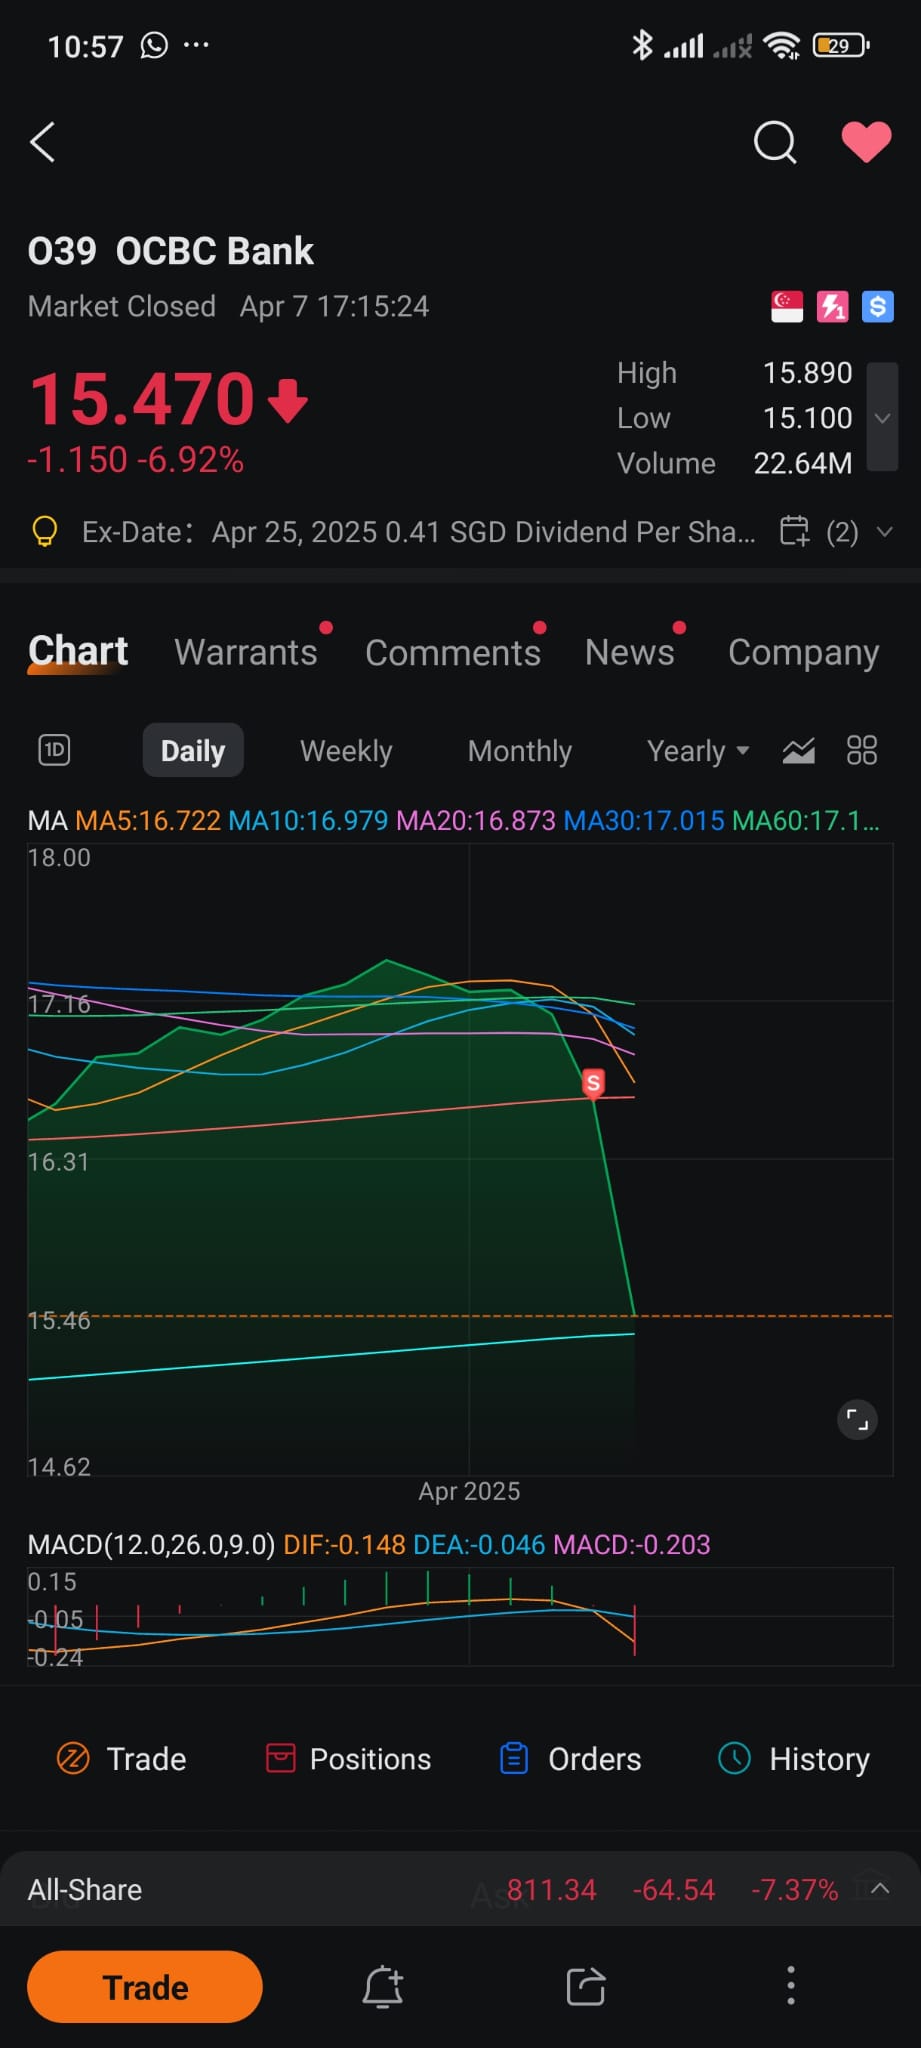 10:57 ... 29
O39 OCBC Bank
Market Closed Apr 7 17:15:24
1 $
15.470
-1.150 -6.92%
High 15.890
Low 15.100
Volume 22.64M
Ex-Date: Apr 25, 2025 0.41 SGD Dividend Per Sha... (2)
Chart Warrants Comments News Company
1D Daily Weekly Monthly Yearly
MA MA5:16.722 MA10:16.979 MA20:16.873 MA30:17.015 MA60:17.1...
18.00
17.16
S
16.31
15.46
14.62
Apr 2025
MACD(12.0,26.0,9.0) DIF:-0.148 DEA:-0.046 MACD:-0.203
0.15
-0.05
-0.24
Trade Positions Orders History
All-Share 811.34 -64.54 -7.37%
Trade